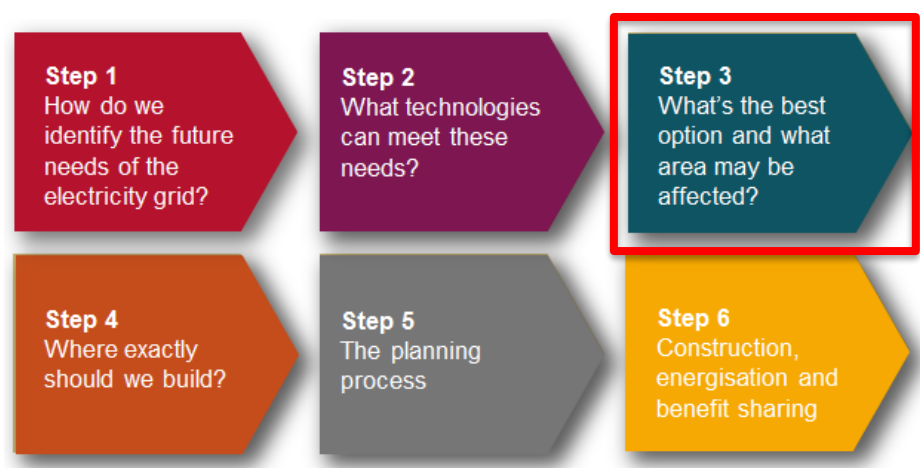 Step 1
How do we
identify the future
needs of the
electricity grid?
Step 2
What technologies
can meet these
needs?
Step 3
What's the best
option and what
area may be
affected?
Step 4
Where exactly
should we build?
Step 5
The planning
process
Step 6
Construction,
energisation and
benefit sharing